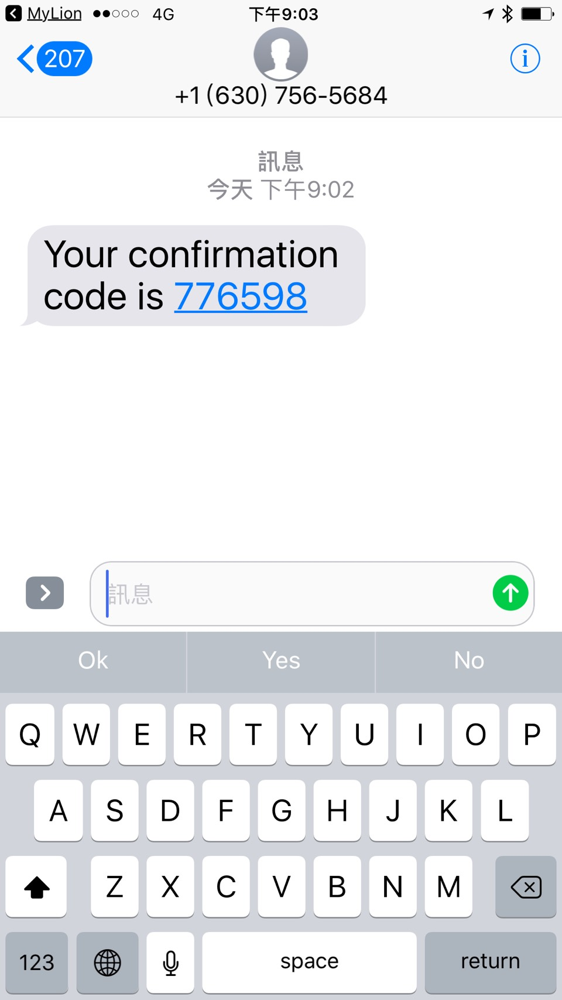 MyLion 4G 下午9:03
207
+1 (630) 756-5684
訊息
今天 下午9:02
Your confirmation
code is 776598
訊息
Ok Yes No
Q W E R T Y U I O P
A S D F G H J K L
Z X C V B N M
123 space return